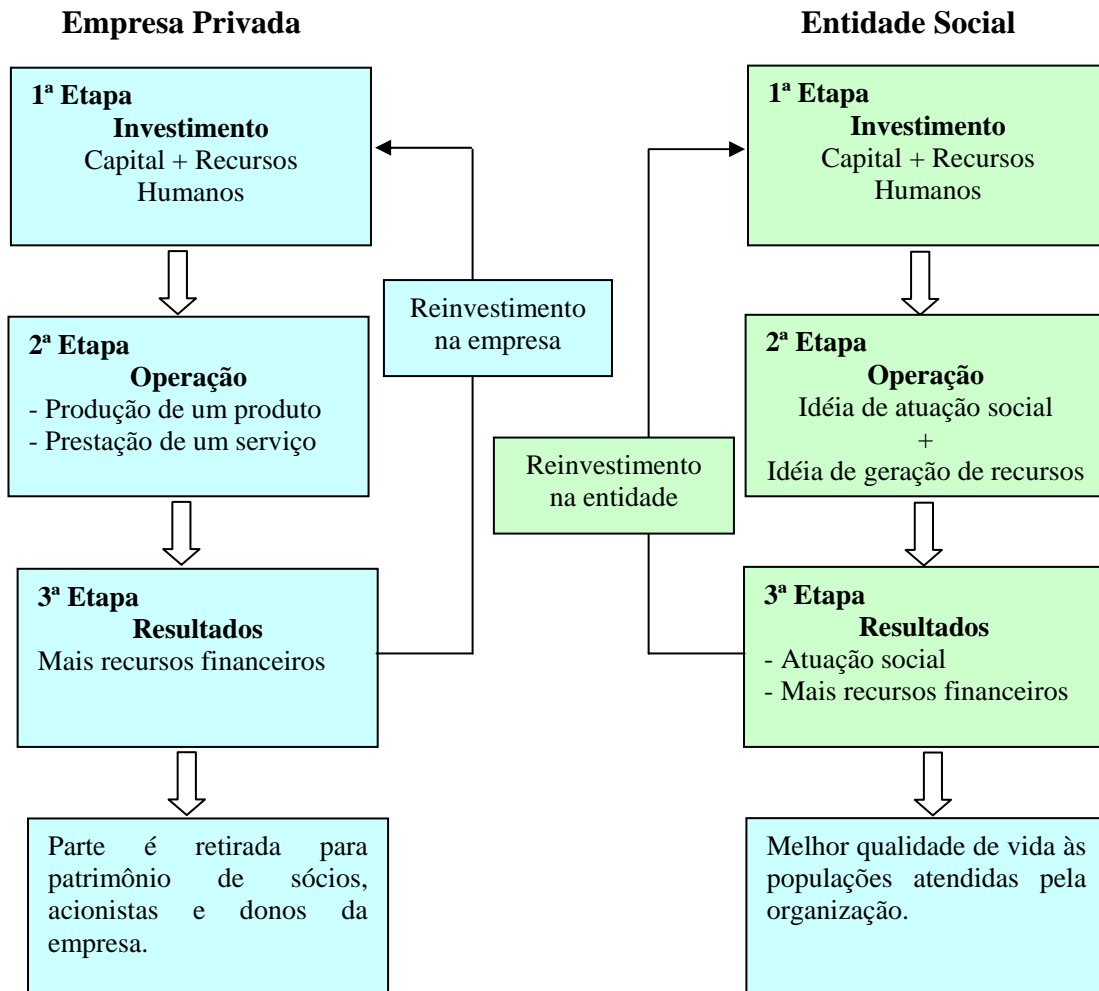 Empresa Privada
1ª Etapa
Investimento
Capital + Recursos
Humanos
2ª Etapa
Operação
- Produção de um produto
- Prestação de um serviço
3ª Etapa
Resultados
Mais recursos financeiros
Parte é retirada para
patrimônio de sócios,
acionistas e donos da
empresa.
Reinvestimento
na empresa
Entidade Social
1ª Etapa
Investimento
Capital + Recursos
Humanos
2ª Etapa
Operação
Idéia de atuação social
+
Idéia de geração de recursos
3ª Etapa
Resultados
- Atuação social
- Mais recursos financeiros
Melhor qualidade de vida às
populações atendidas pela
organização.
Reinvestimento
na entidade